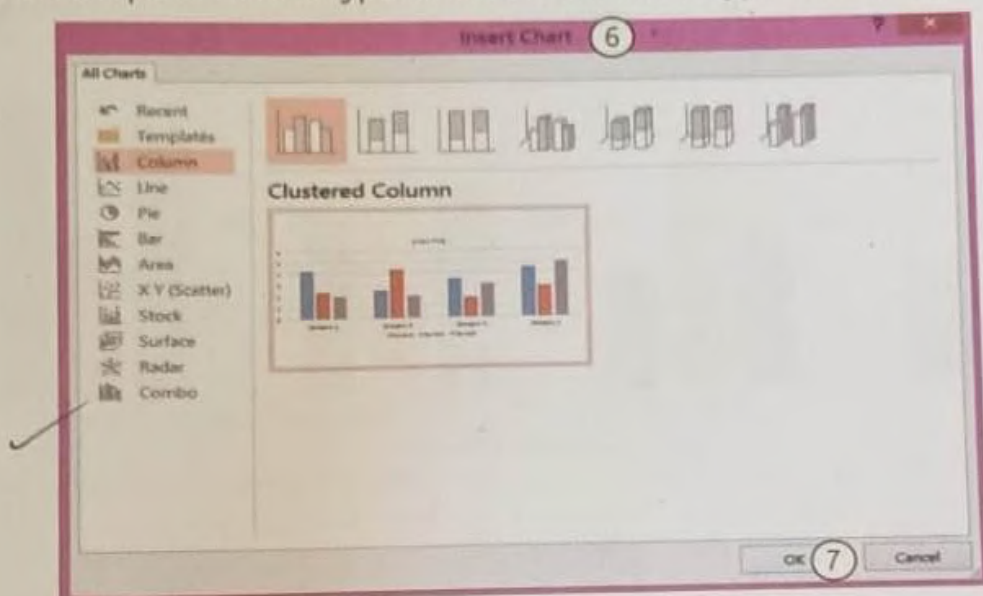 Insert Chart 6 ?
All Charts
Recent
Templates
Column
Line
Pie
Bar
Area
X Y (Scatter)
Stock
Surface
Radar
Combo
Clustered Column
OK 7 Cancel